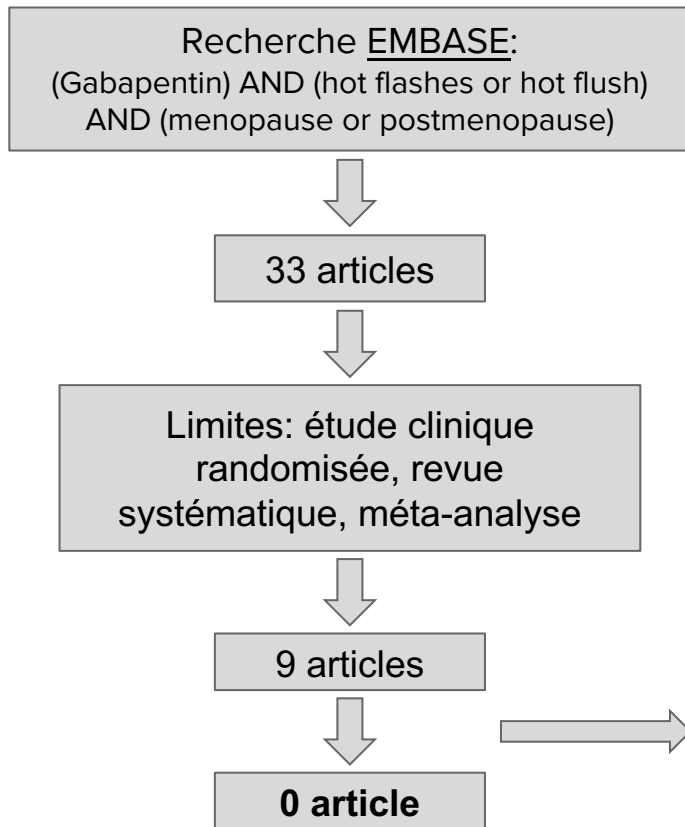 Recherche EMBASE:
(Gabapentin) AND (hot flashes or hot flush)
AND (menopause or postmenopause)
33 articles
Limites: étude clinique
randomisée, revue
systématique, méta-analyse
9 articles
0 article